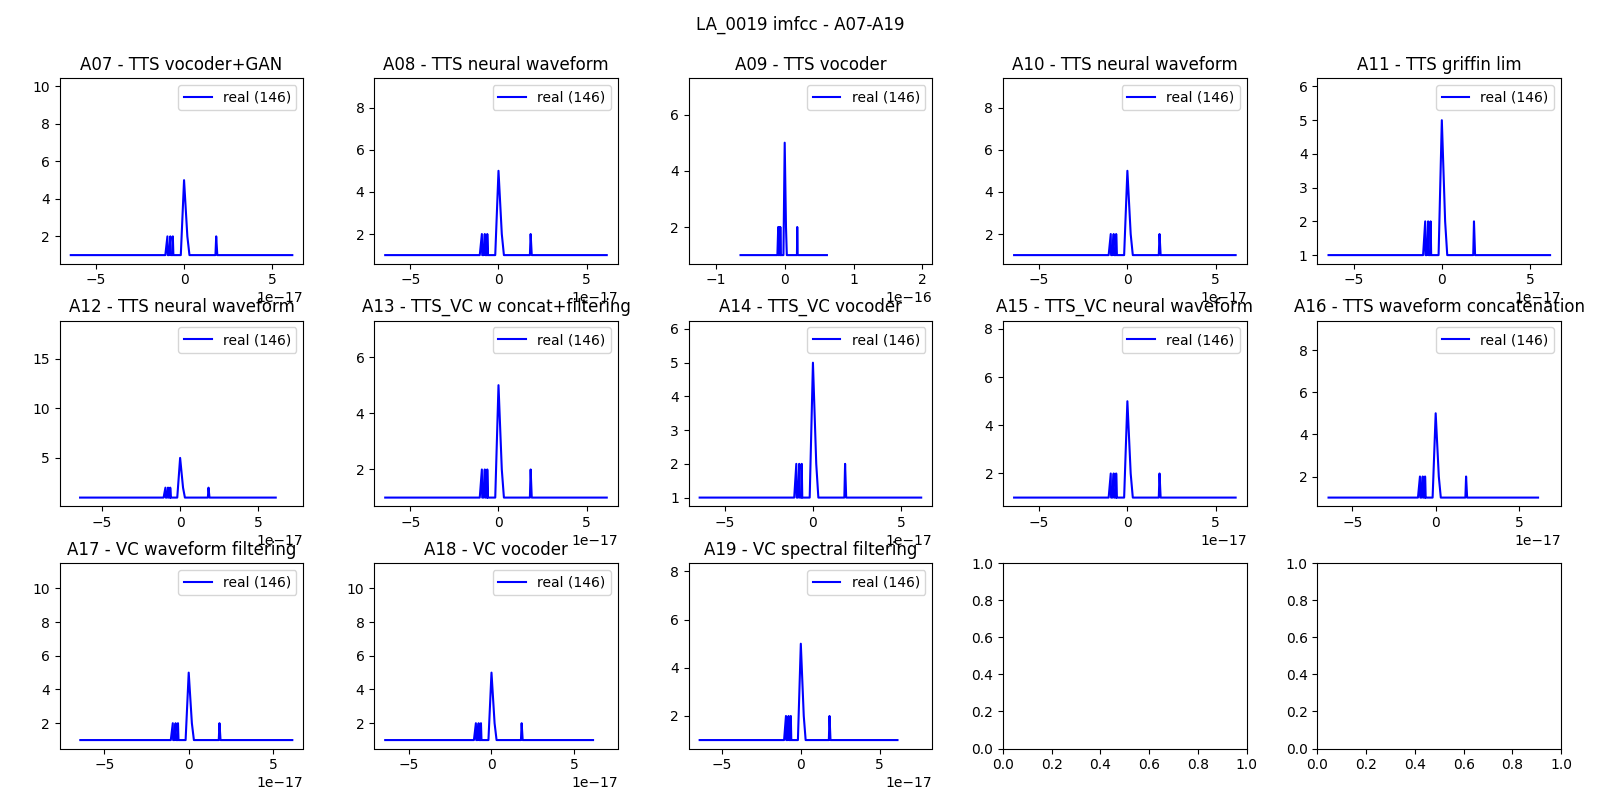 LA_0019 imfcc - A07-A19
A07 - TTS vocoder+GAN
A08 - TTS neural waveform
A09 - TTS vocoder
A10 - TTS neural waveform
A11 - TTS griffin lim
10
8
6
4
2
real (146)
−5 0 5
1e−17
8
6
4
2
real (146)
−5 0 5
1e−17
6
4
2
real (146)
−1 0 1 2
1e−16
8
6
4
2
real (146)
−5 0 5
1e−17
6
5
4
3
2
1
real (146)
−5 0 5
1e−17
A12 - TTS neural waveform
A13 - TTS_VC w concat+filtering
A14 - TTS_VC vocoder
A15 - TTS_VC neural waveform
A16 - TTS waveform concatenation
15
10
5
real (146)
−5 0 5
1e−17
6
4
2
real (146)
−5 0 5
1e−17
6
5
4
3
2
1
real (146)
−5 0 5
1e−17
8
6
4
2
real (146)
−5 0 5
1e−17
8
6
4
2
real (146)
−5 0 5
1e−17
A17 - VC waveform filtering
A18 - VC vocoder
A19 - VC spectral filtering
10
8
6
4
2
real (146)
−5 0 5
1e−17
10
8
6
4
2
real (146)
−5 0 5
1e−17
8
6
4
2
real (146)
−5 0 5
1e−17
1.0
0.8
0.6
0.4
0.2
0.0
0.0 0.2 0.4 0.6 0.8 1.0
1.0
0.8
0.6
0.4
0.2
0.0
0.0 0.2 0.4 0.6 0.8 1.0